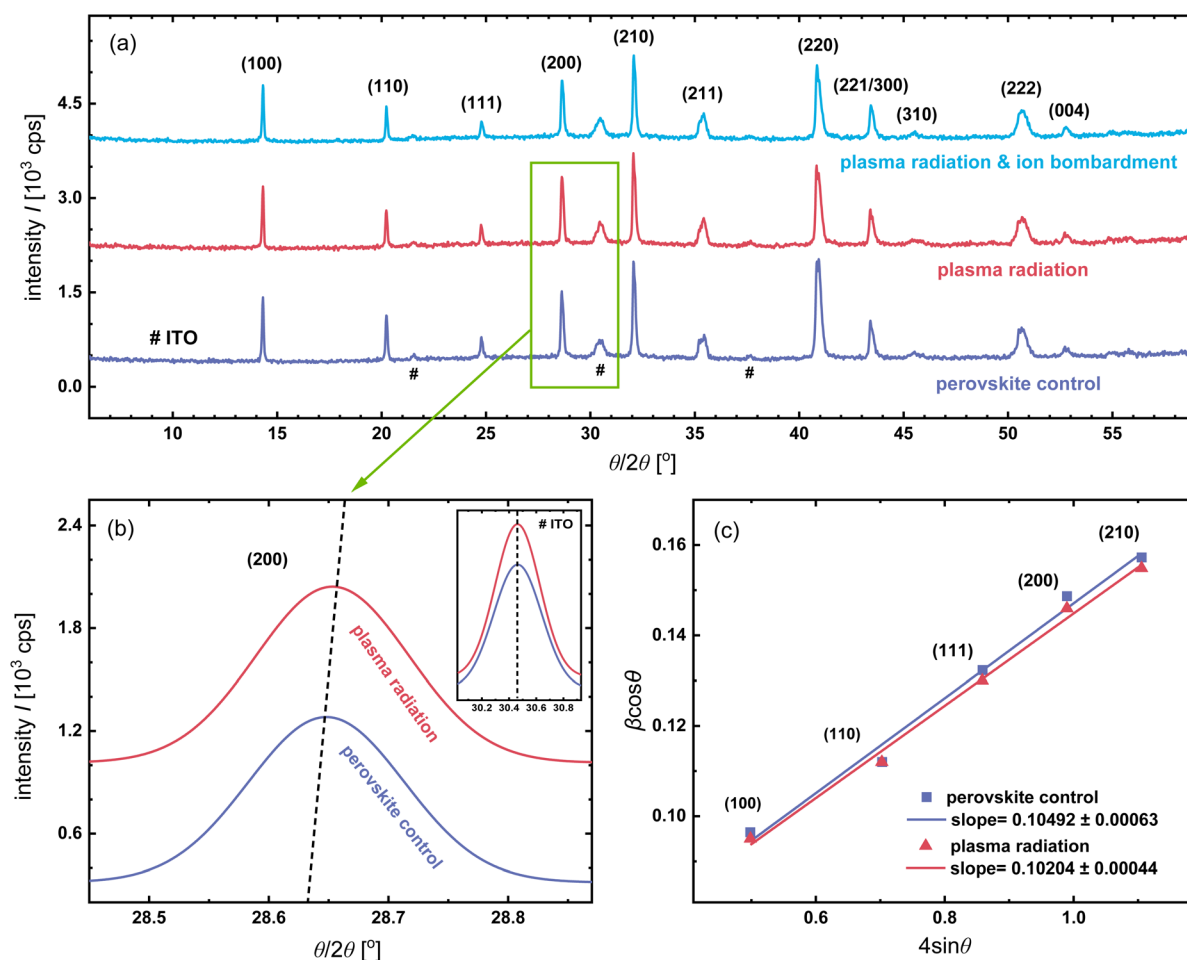 (a)
(100)
(110)
(111)
(200)
(210)
(211)
(220)
(221/300)
(310)
(222)
(004)
plasma radiation & ion bombardment
plasma radiation
perovskite control
# ITO
#
#
#
intensity I / [10³ cps]
4.5
3.0
1.5
0.0
10 15 20 25 30 35 40 45 50 55
θ/2θ [°]
(b)
(200)
plasma radiation
perovskite control
intensity I / [10³ cps]
2.4
1.8
1.2
0.6
28.5 28.6 28.7 28.8
θ/2θ [°]
# ITO
30.2 30.4 30.6 30.8
(c)
(100)
(110)
(111)
(200)
(210)
perovskite control
slope= 0.10492 ± 0.00063
plasma radiation
slope= 0.10204 ± 0.00044
βcosθ
0.16
0.14
0.12
0.10
0.6 0.8 1.0
4sinθ